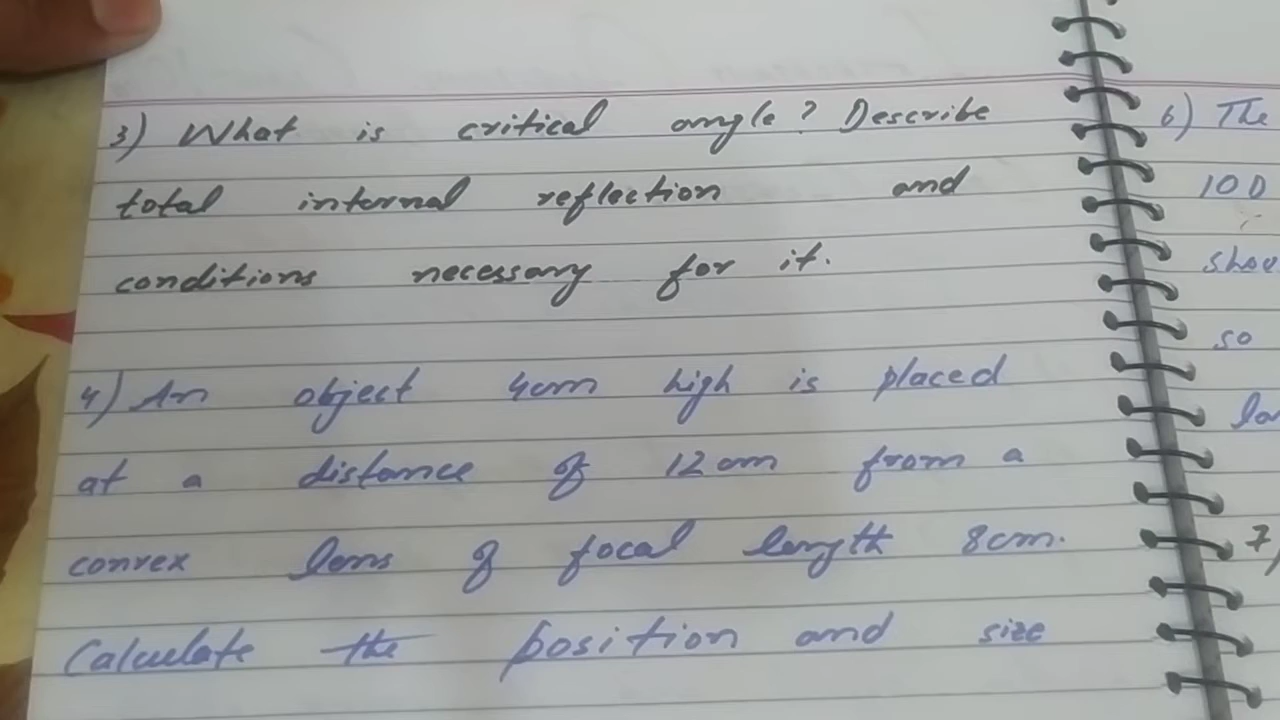 3) What is critical angle? Describe
total internal reflection and
conditions necessary for it.
4) An object 4cm high is placed
at a distance of 12cm from a
convex lens of focal length 8cm.
Calculate the position and size
6) The
100
so
7)